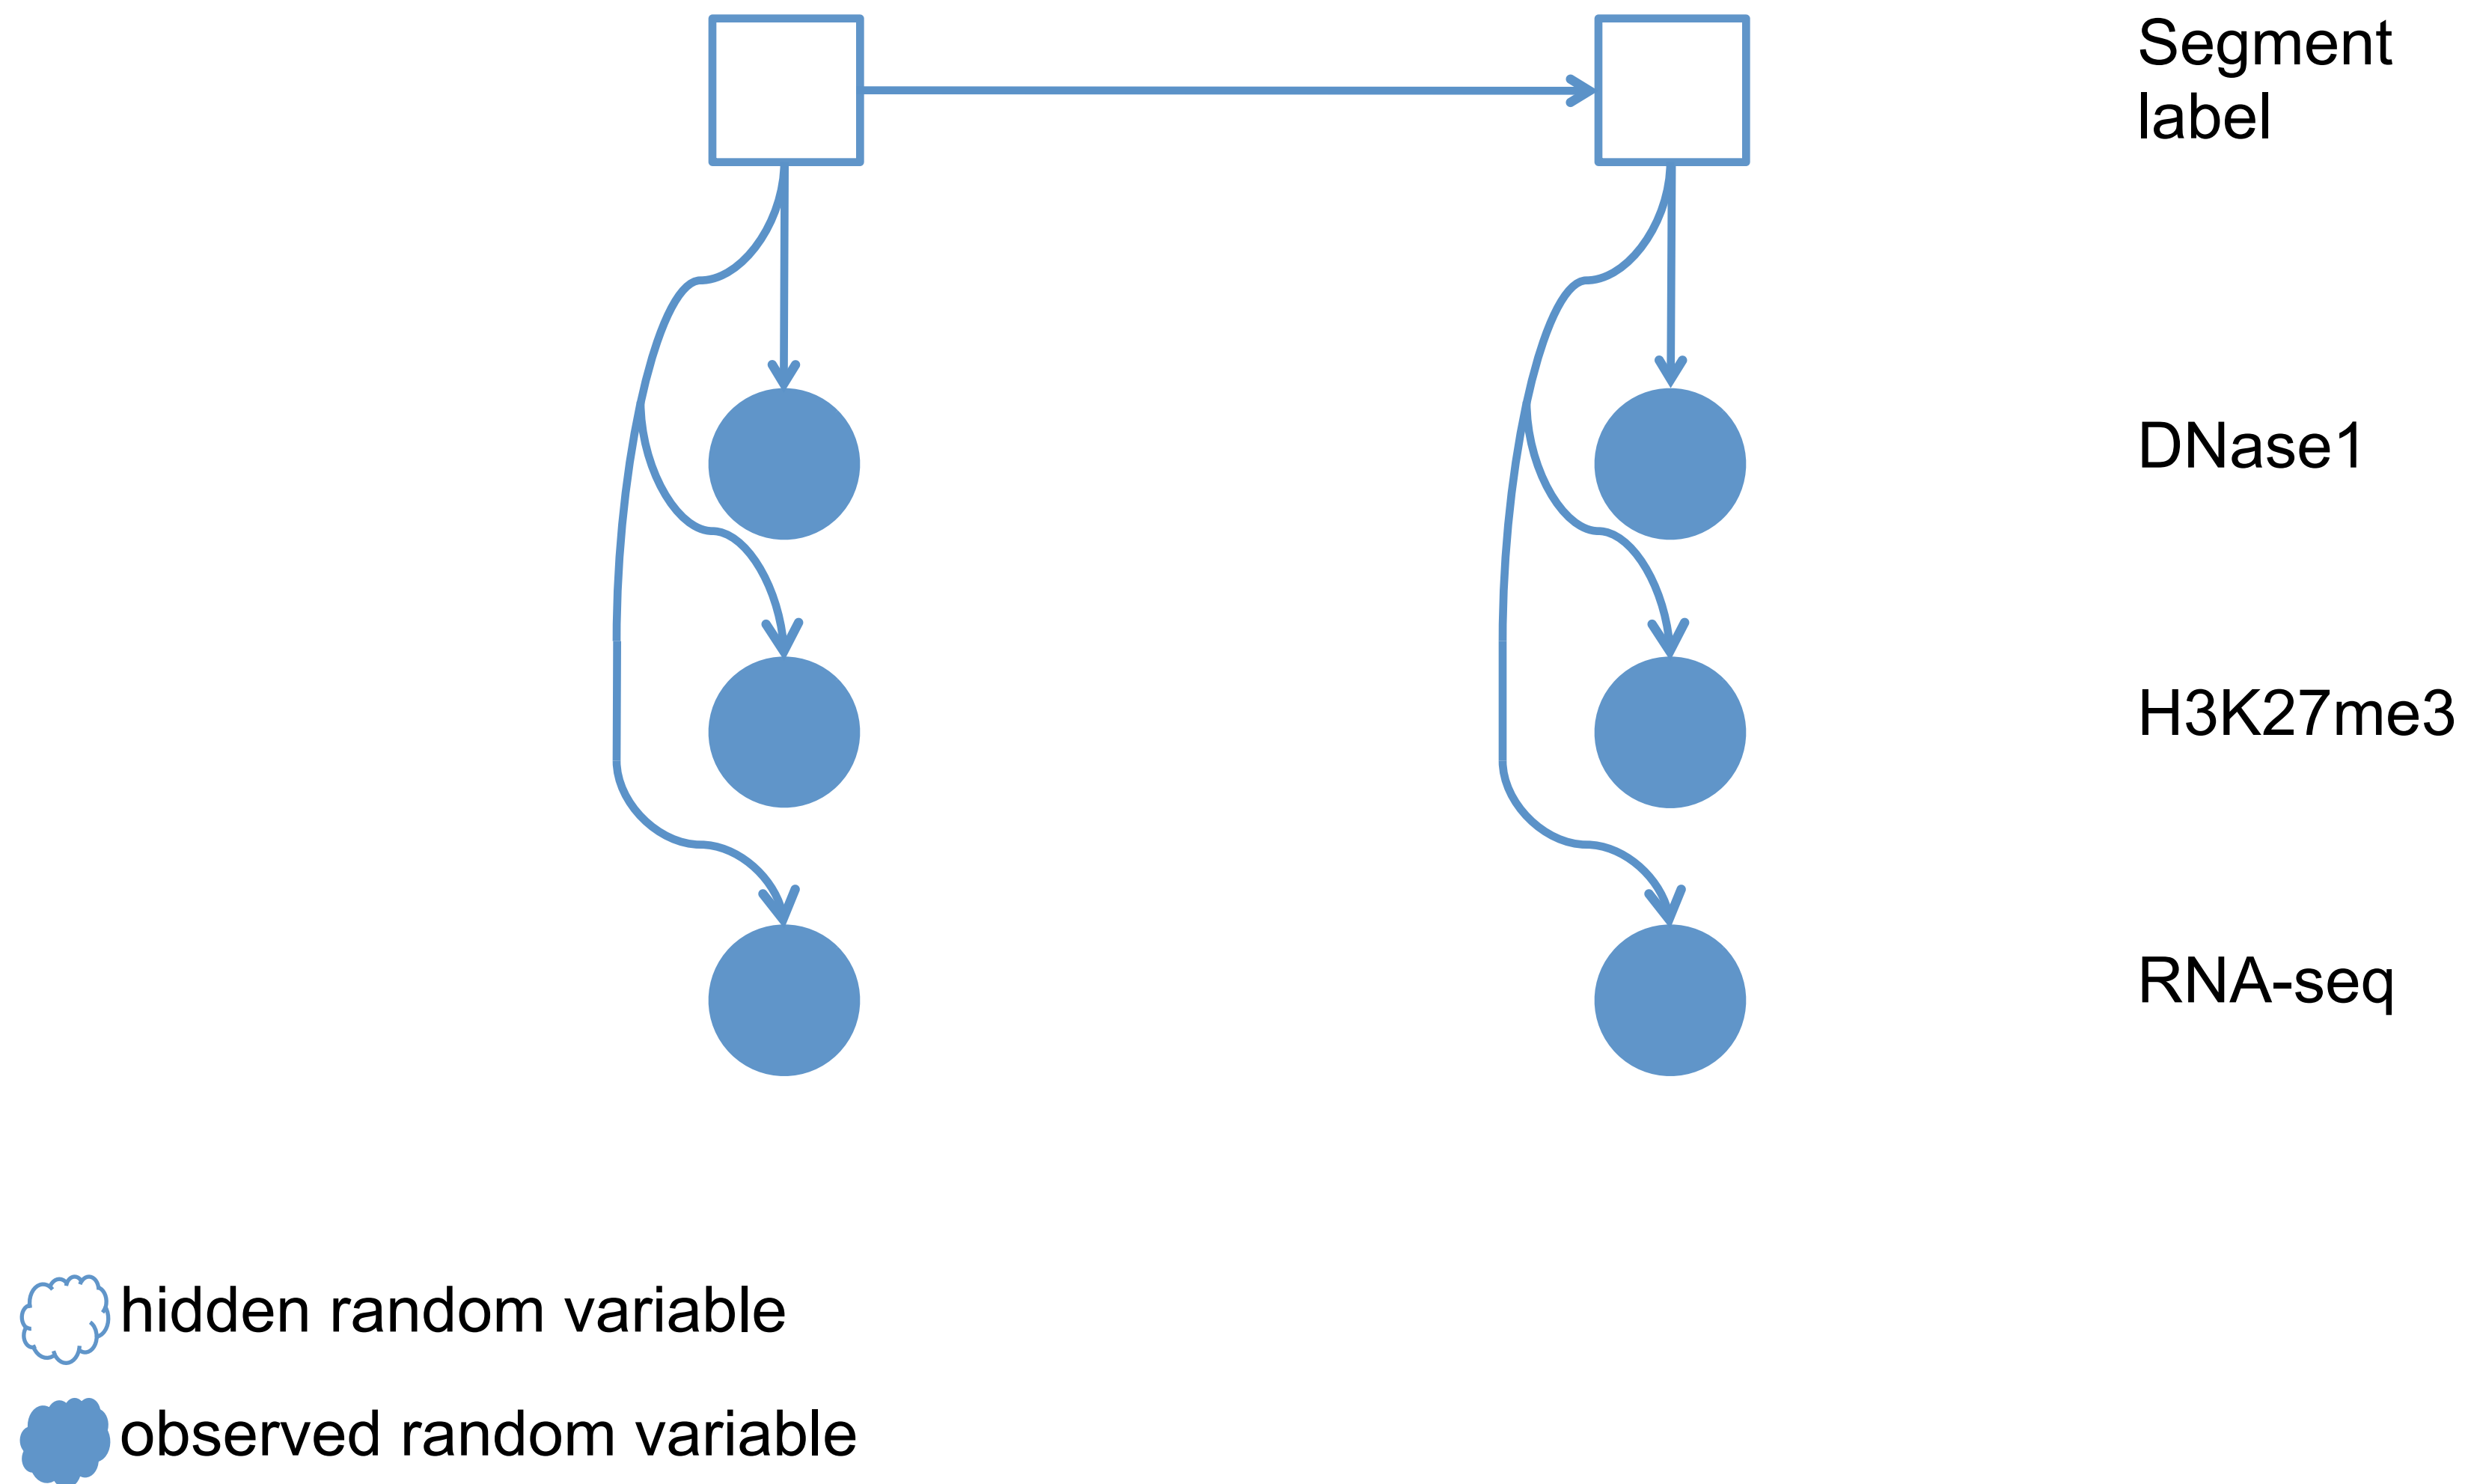 Segment
label
DNase1
H3K27me3
RNA-seq
hidden random variable
observed random variable